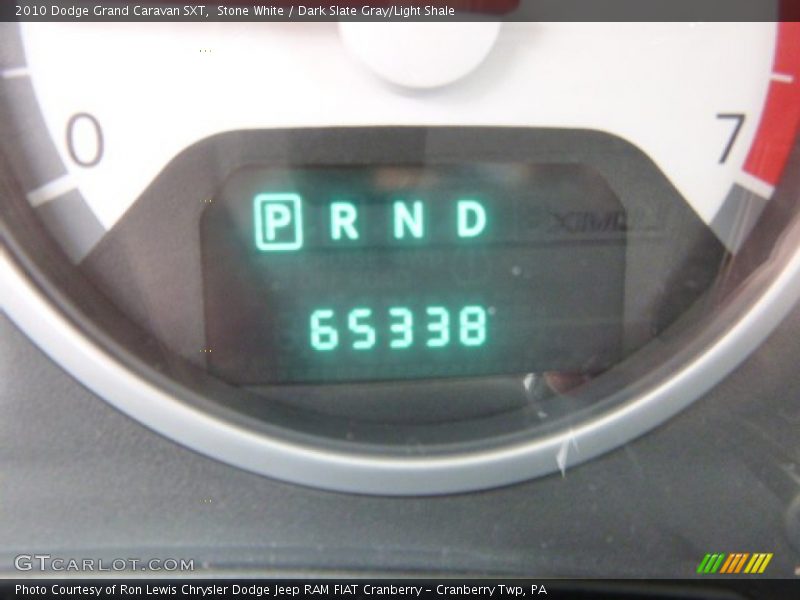 2010 Dodge Grand Caravan SXT,  Stone White / Dark Slate Gray/Light Shale
0 7
P R N D
65338
GTCARLOT.COM
Photo Courtesy of Ron Lewis Chrysler Dodge Jeep RAM FIAT Cranberry - Cranberry Twp, PA